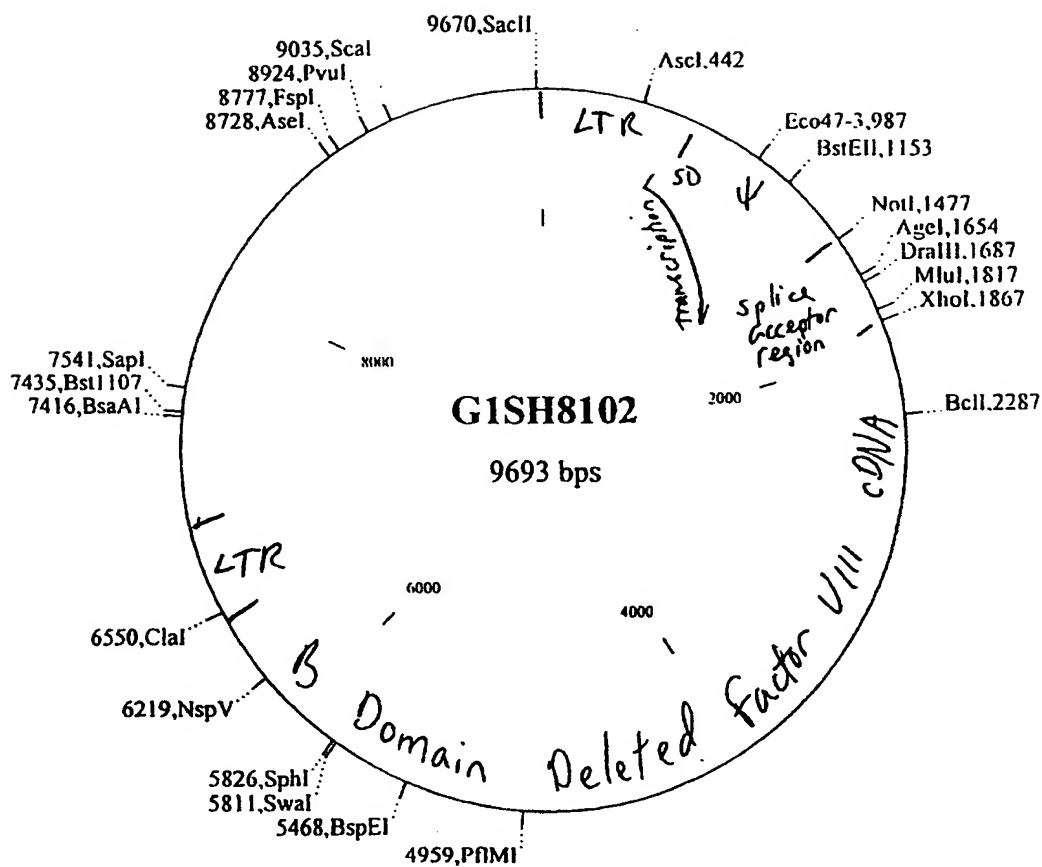 9670,SacII
9035,ScaI
8924,PvuI
8777,FspI
8728,AseI
AscI,442
Eco47-3,987
BstEII,1153
NotI,1477
AgeI,1654
DraIII,1687
MluI,1817
XhoI,1867
BclI,2287
LTR
SD
ψ
transcription
splice
acceptor
region
8000
2000
7541,SapI
7435,Bst1107
7416,BsaAI
G1SH8102
9693 bps
cDNA
LTR
6000
4000
6550,ClaI
6219,NspV
B Domain Deleted Factor VIII
5826,SphI
5811,SwaI
5468,BspEI
4959,PflMI